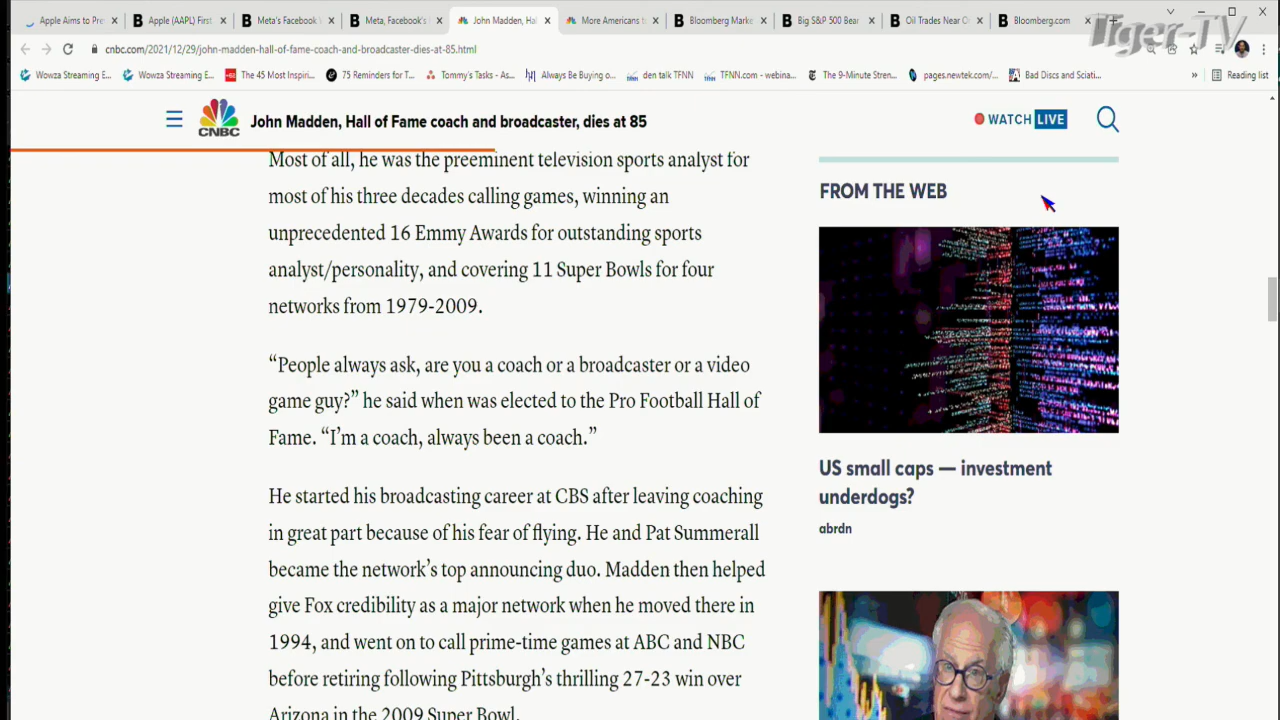 Apple Aims to Pre
Apple (AAPL) First
Meta's Facebook
Meta, Facebook's
John Madden, Hal
More Americans t
Bloomberg Marke
Big S&P 500 Bear
Oil Trades Near O
Bloomberg.com
Tiger-TV
cnbc.com/2021/12/29/john-madden-hall-of-fame-coach-and-broadcaster-dies-at-85.html
Wowza Streaming E...
Wowza Streaming E...
The 45 Most Inspiri...
75 Reminders for T...
Tommy's Tasks - As...
Always Be Buying o...
den talk TFNN
TFNN.com - webina...
The 9-Minute Stren...
pages.newtek.com/...
Bad Discs and Sciati...
»
Reading list
CNBC
John Madden, Hall of Fame coach and broadcaster, dies at 85
WATCH LIVE
Most of all, he was the preeminent television sports analyst for
most of his three decades calling games, winning an
unprecedented 16 Emmy Awards for outstanding sports
analyst/personality, and covering 11 Super Bowls for four
networks from 1979-2009.
“People always ask, are you a coach or a broadcaster or a video
game guy?” he said when was elected to the Pro Football Hall of
Fame. “I’m a coach, always been a coach.”
He started his broadcasting career at CBS after leaving coaching
in great part because of his fear of flying. He and Pat Summerall
became the network’s top announcing duo. Madden then helped
give Fox credibility as a major network when he moved there in
1994, and went on to call prime-time games at ABC and NBC
before retiring following Pittsburgh’s thrilling 27-23 win over
Arizona in the 2009 Super Bowl.
FROM THE WEB
US small caps — investment
underdogs?
abrdn